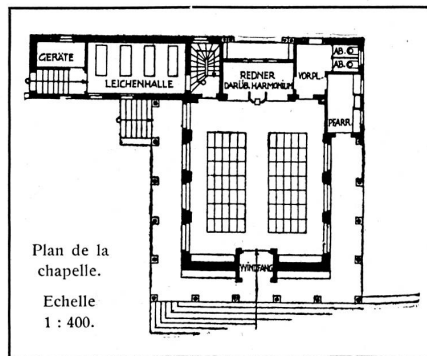 GERÄTE
LEICHENHALLE
REDNER
DARÜB. HARMONIUM
VORPL.
AB.
AB.
PFARR.
WINDFANG
Plan de la
chapelle.
Echelle
1 : 400.